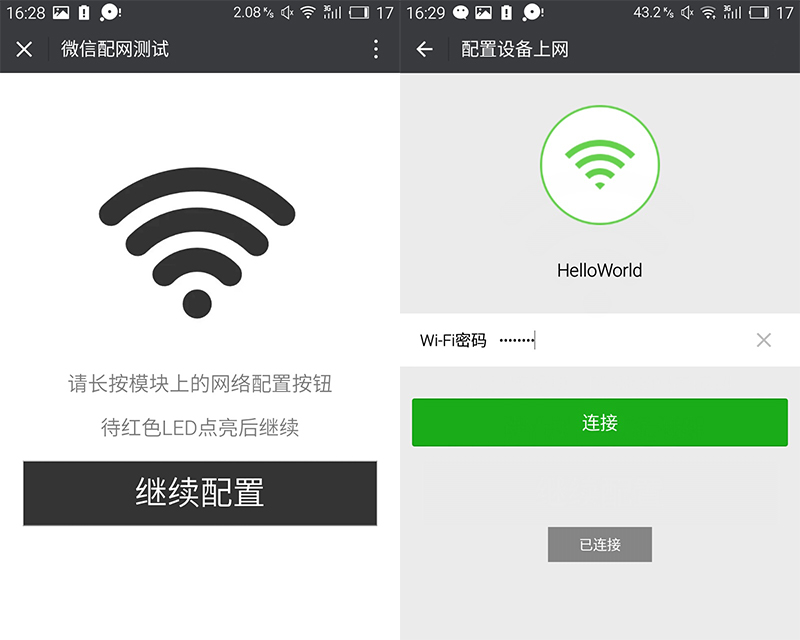 16:28
2.08 K/s
3G
17
微信配网测试
请长按模块上的网络配置按钮
待红色LED点亮后继续
继续配置
16:29
43.2 K/s
3G
17
配置设备上网
HelloWorld
Wi-Fi密码 ••••••••
连接
已连接